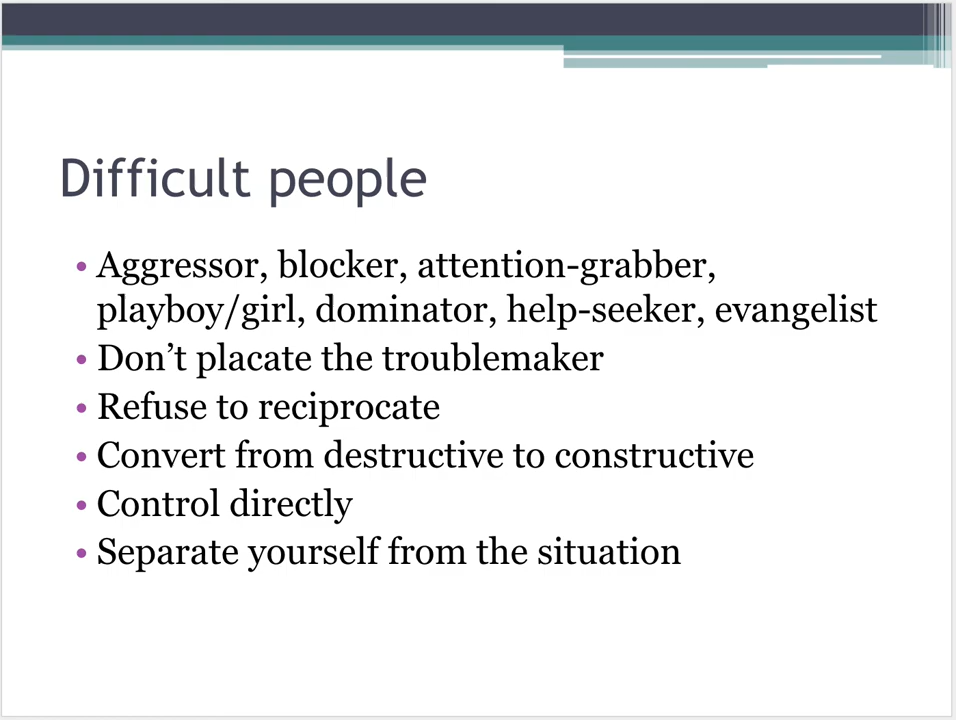 Difficult people
• Aggressor, blocker, attention-grabber,
playboy/girl, dominator, help-seeker, evangelist
• Don’t placate the troublemaker
• Refuse to reciprocate
• Convert from destructive to constructive
• Control directly
• Separate yourself from the situation